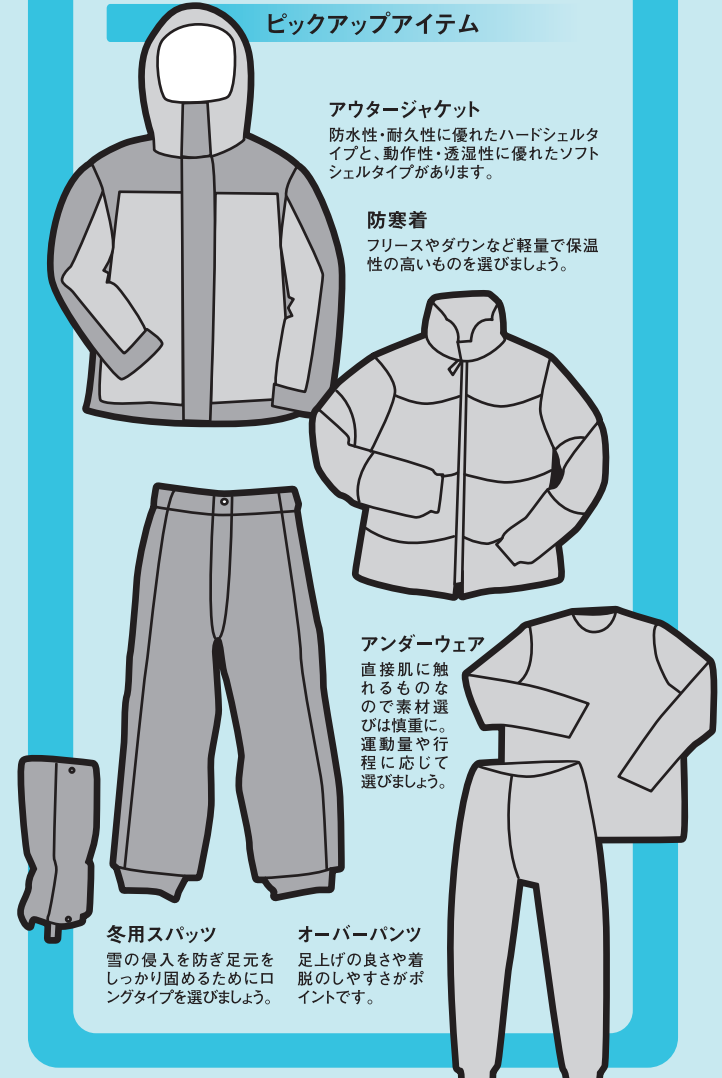 ピックアップアイテム
アウタージャケット
防水性・耐久性に優れたハードシェルタ
イプと、動作性・透湿性に優れたソフト
シェルタイプがあります。
防寒着
フリースやダウンなど軽量で保温
性の高いものを選びましょう。
アンダーウェア
直接肌に触
れるものな
ので素材選
びは慎重に。
運動量や行
程に応じて
選びましょう。
冬用スパッツ
雪の侵入を防ぎ足元を
しっかり固めるためにロ
ングタイプを選びましょう。
オーバーパンツ
足上げの良さや着
脱のしやすさがポ
イントです。